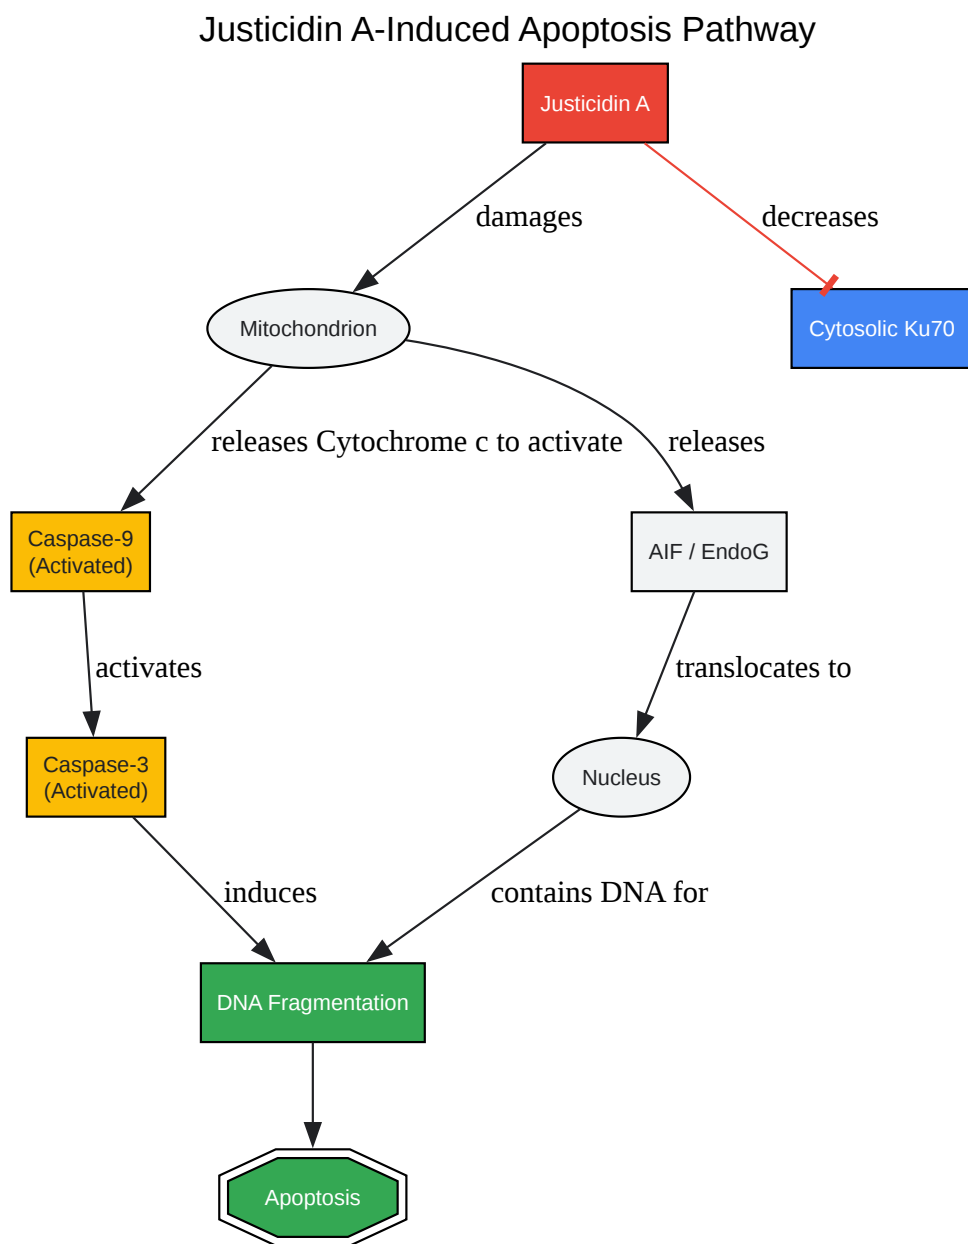 Justicidin A-Induced Apoptosis Pathway
Justicidin A
damages
decreases
Mitochondrion
Cytosolic Ku70
releases Cytochrome c to activate
releases
Caspase-9
(Activated)
AIF / EndoG
activates
translocates to
Caspase-3
(Activated)
Nucleus
induces
contains DNA for
DNA Fragmentation
Apoptosis